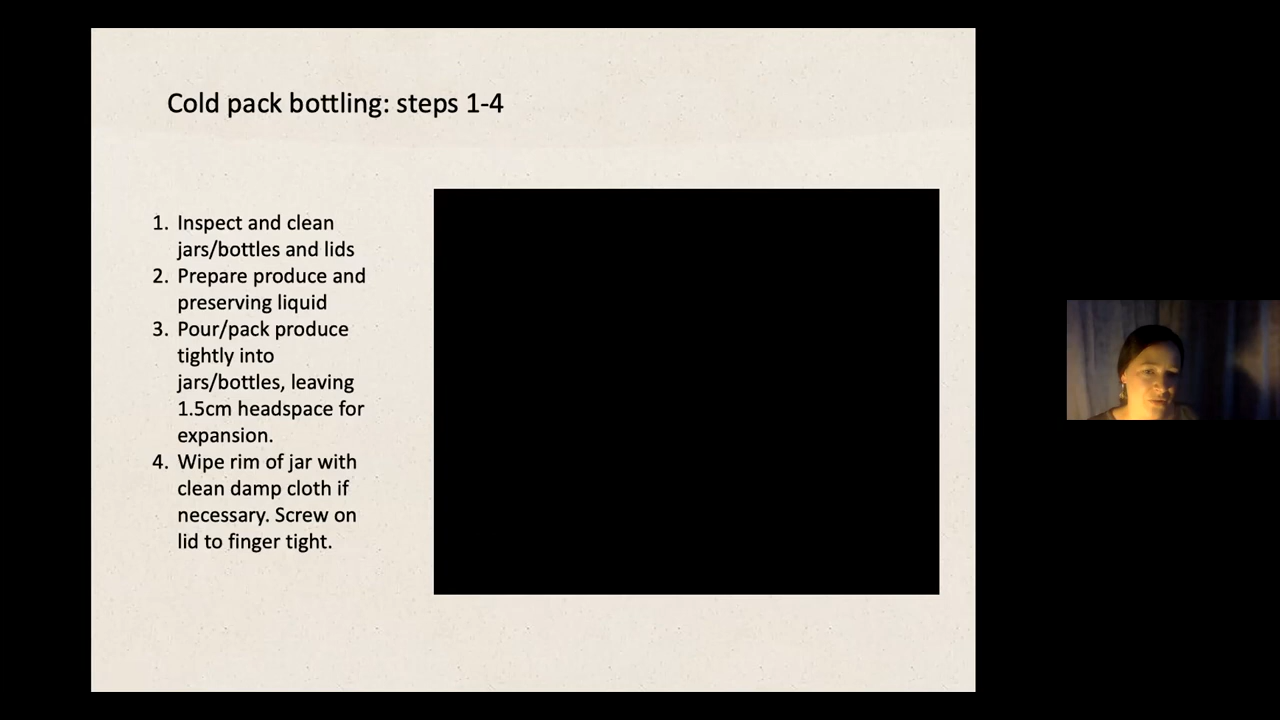 Cold pack bottling: steps 1-4
1. Inspect and clean
jars/bottles and lids
2. Prepare produce and
preserving liquid
3. Pour/pack produce
tightly into
jars/bottles, leaving
1.5cm headspace for
expansion.
4. Wipe rim of jar with
clean damp cloth if
necessary. Screw on
lid to finger tight.